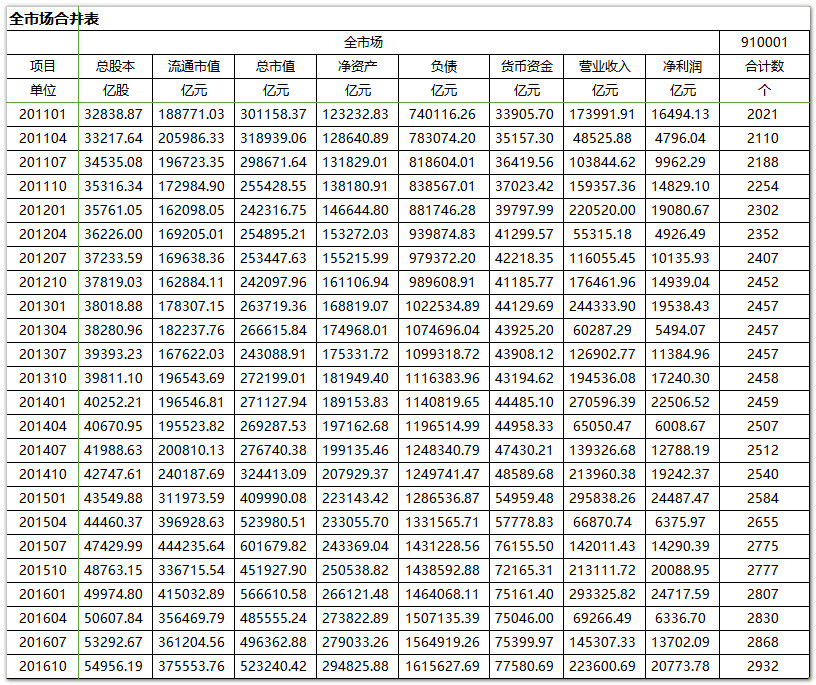 全市场合并表
全市场 910001
项目 总股本 流通市值 总市值 净资产 负债 货币资金 营业收入 净利润 合计数
单位 亿股 亿元 亿元 亿元 亿元 亿元 亿元 亿元 个
201101 32838.87 188771.03 301158.37 123232.83 740116.26 33905.70 173991.91 16494.13 2021
201104 33217.64 205986.33 318939.06 128640.89 783074.20 35157.30 48525.88 4796.04 2110
201107 34535.08 196723.35 298671.64 131829.01 818604.01 36419.56 103844.62 9962.29 2188
201110 35316.34 172984.90 255428.55 138180.91 838567.01 37023.42 159357.36 14829.10 2254
201201 35761.05 162098.05 242316.75 146644.80 881746.28 39797.99 220520.00 19080.67 2302
201204 36226.00 169205.01 254895.21 153272.03 939874.83 41299.57 55315.18 4926.49 2352
201207 37233.59 169638.36 253447.63 155215.99 979372.20 42218.35 116055.45 10135.93 2407
201210 37819.03 162884.11 242097.96 161106.94 989608.91 41185.77 176461.96 14939.04 2452
201301 38018.88 178307.15 263719.36 168819.07 1022534.89 44129.69 244333.90 19538.43 2457
201304 38280.96 182237.76 266615.84 174968.01 1074696.04 43925.20 60287.29 5494.07 2457
201307 39393.23 167622.03 243088.91 175331.72 1099318.72 43908.12 126902.77 11384.96 2457
201310 39811.10 196543.69 272199.01 181949.40 1116383.96 43194.62 194536.08 17240.30 2458
201401 40252.21 196546.81 271127.94 189153.83 1140819.65 44485.10 270596.39 22506.52 2459
201404 40670.95 195523.82 269287.53 197162.68 1196514.99 44958.33 65050.47 6008.67 2507
201407 41988.63 200810.13 276740.38 199135.46 1248340.79 47430.21 139326.68 12788.19 2512
201410 42747.61 240187.69 324413.09 207929.37 1249741.47 48589.68 213960.38 19242.37 2540
201501 43549.88 311973.59 409990.08 223143.42 1286536.87 54959.48 295838.26 24487.47 2584
201504 44460.37 396928.63 523980.51 233055.70 1331565.71 57778.83 66870.74 6375.97 2655
201507 47429.99 444235.64 601679.82 243369.04 1431228.56 76155.50 142011.43 14290.39 2775
201510 48763.15 336715.54 451927.90 250538.82 1438592.88 72165.31 213111.72 20088.95 2777
201601 49974.80 415032.89 566610.58 266121.48 1464068.11 75161.40 293325.82 24717.59 2807
201604 50607.84 356469.79 485555.24 273822.89 1507135.39 75046.00 69266.49 6336.70 2830
201607 53292.67 361204.56 496362.88 279033.26 1564919.26 75399.97 145307.33 13702.09 2868
201610 54956.19 375553.76 523240.42 294825.88 1615627.69 77580.69 223600.69 20773.78 2932